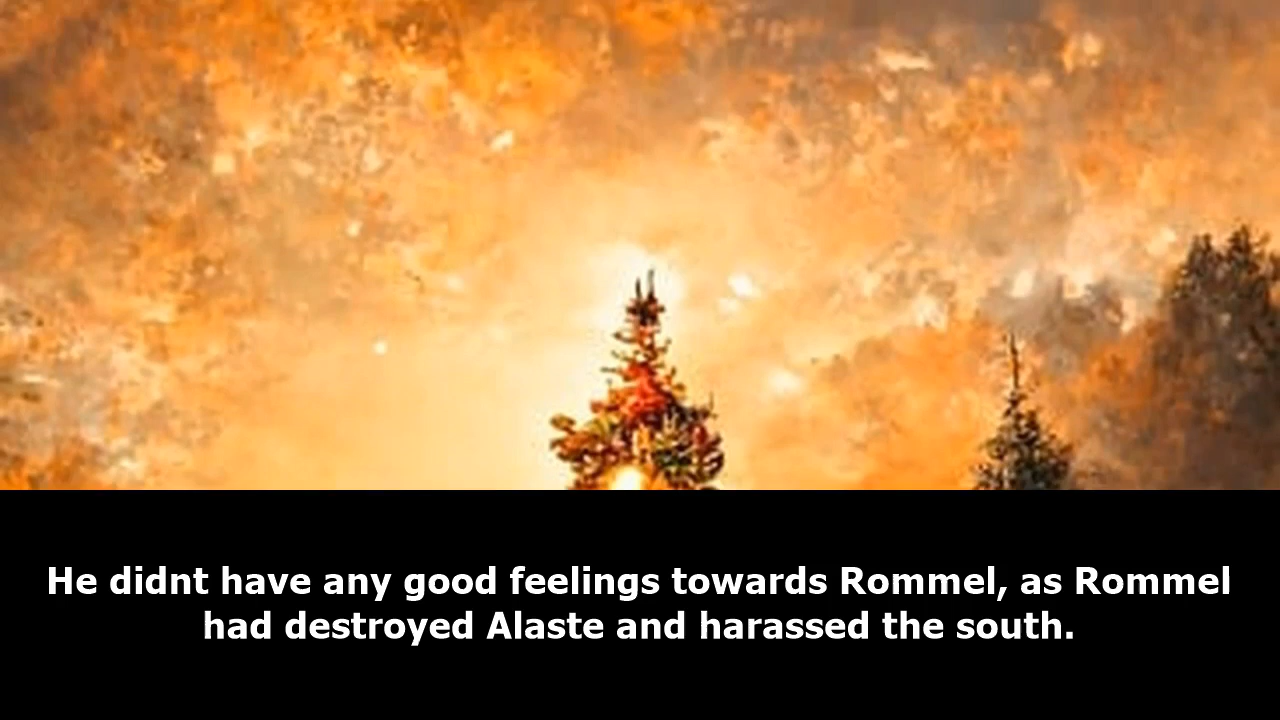 He didnt have any good feelings towards Rommel, as Rommel
had destroyed Alaste and harassed the south.